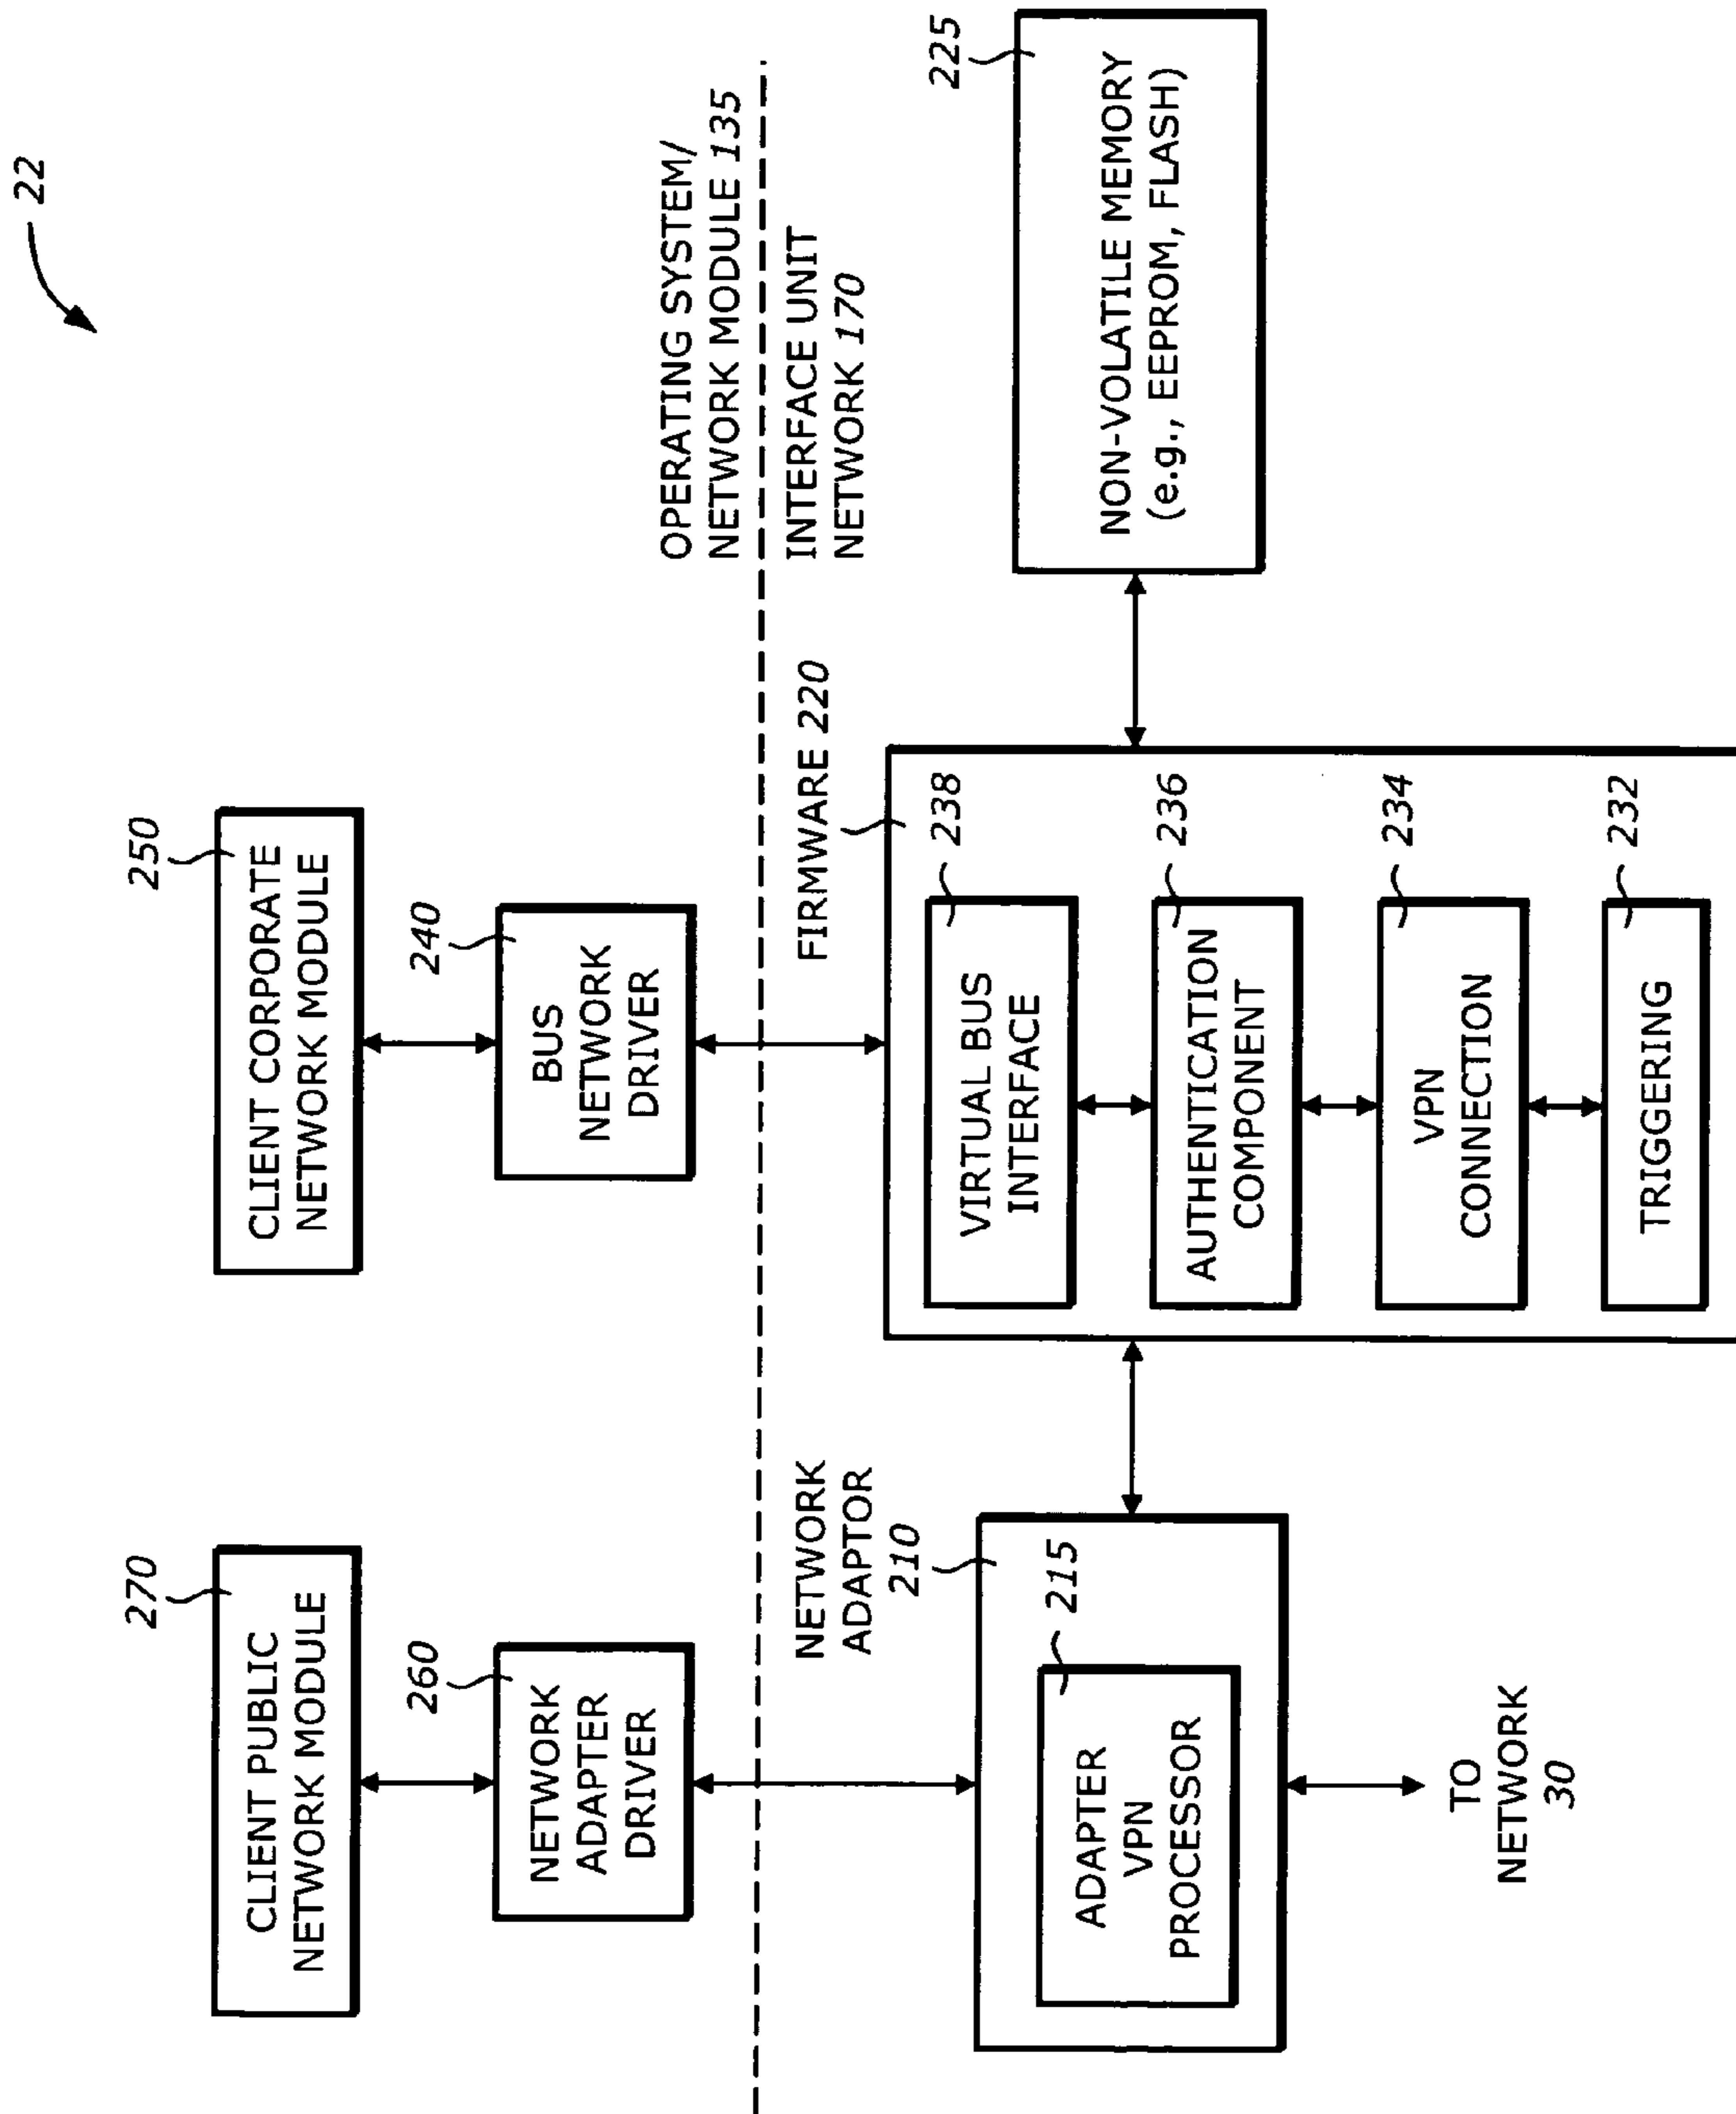 22
270
CLIENT PUBLIC
NETWORK MODULE
250
CLIENT CORPORATE
NETWORK MODULE
260
NETWORK
ADAPTER
DRIVER
240
BUS
NETWORK
DRIVER
OPERATING SYSTEM/
NETWORK MODULE 135
INTERFACE UNIT
NETWORK 170
NETWORK
ADAPTOR
210
215
ADAPTER
VPN
PROCESSOR
TO
NETWORK
30
FIRMWARE 220
238
VIRTUAL BUS
INTERFACE
236
AUTHENTICATION
COMPONENT
234
VPN
CONNECTION
232
TRIGGERING
225
NON-VOLATILE MEMORY
(e.g., EEPROM, FLASH)